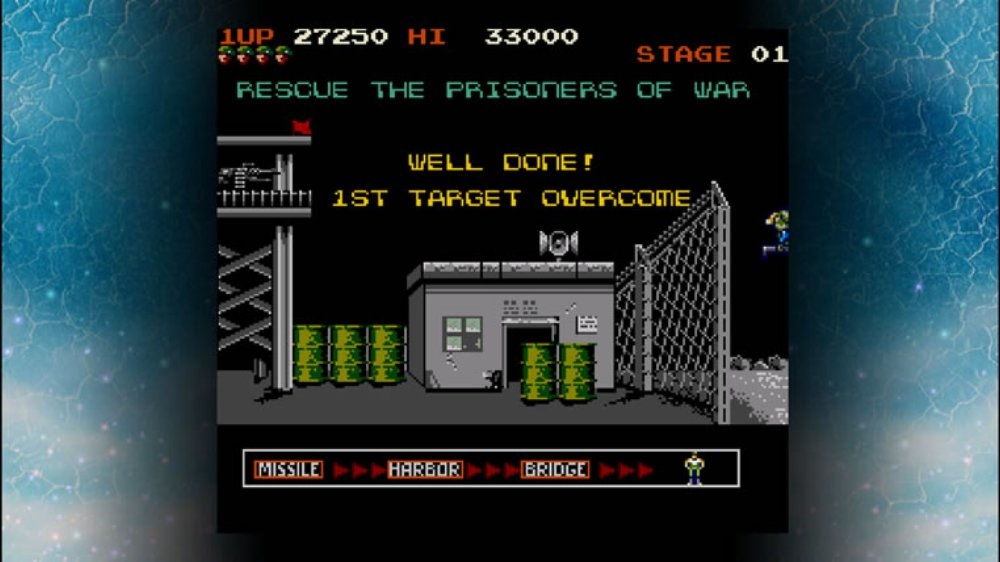 1UP 27250 HI 33000
STAGE 01
RESCUE THE PRISONERS OF WAR
WELL DONE!
1ST TARGET OVERCOME
MISSILE HARBOR BRIDGE